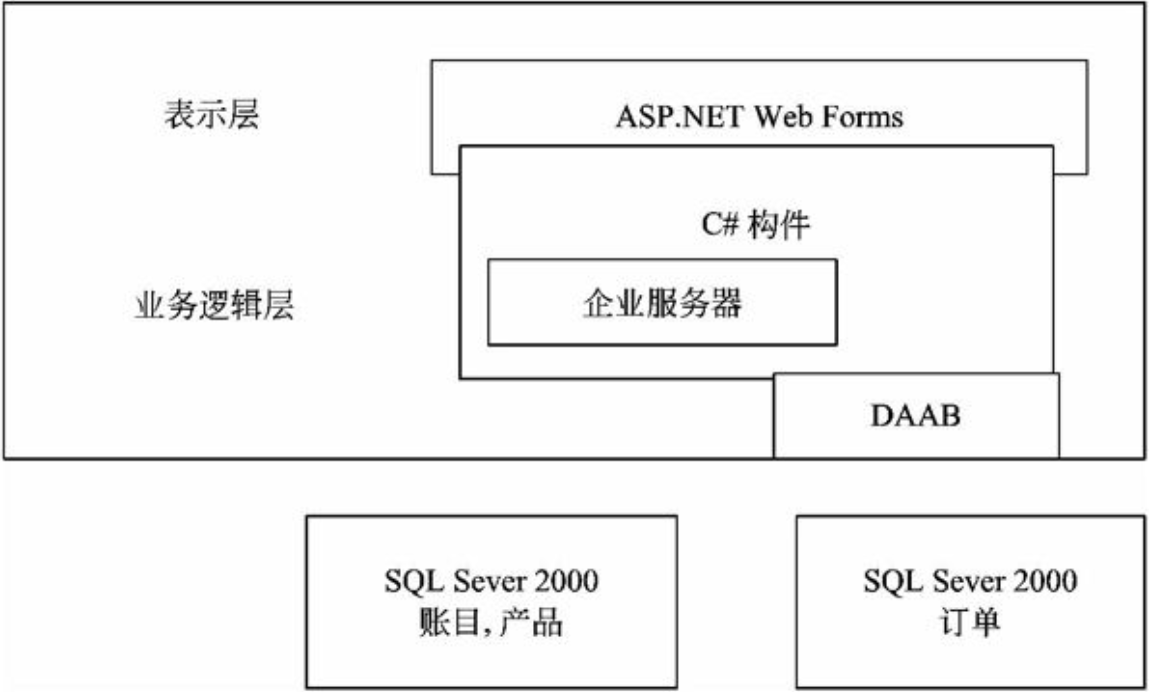 表示层
ASP.NET Web Forms
C# 构件
业务逻辑层
企业服务器
DAAB
SQL Sever 2000
账目, 产品
SQL Sever 2000
订单